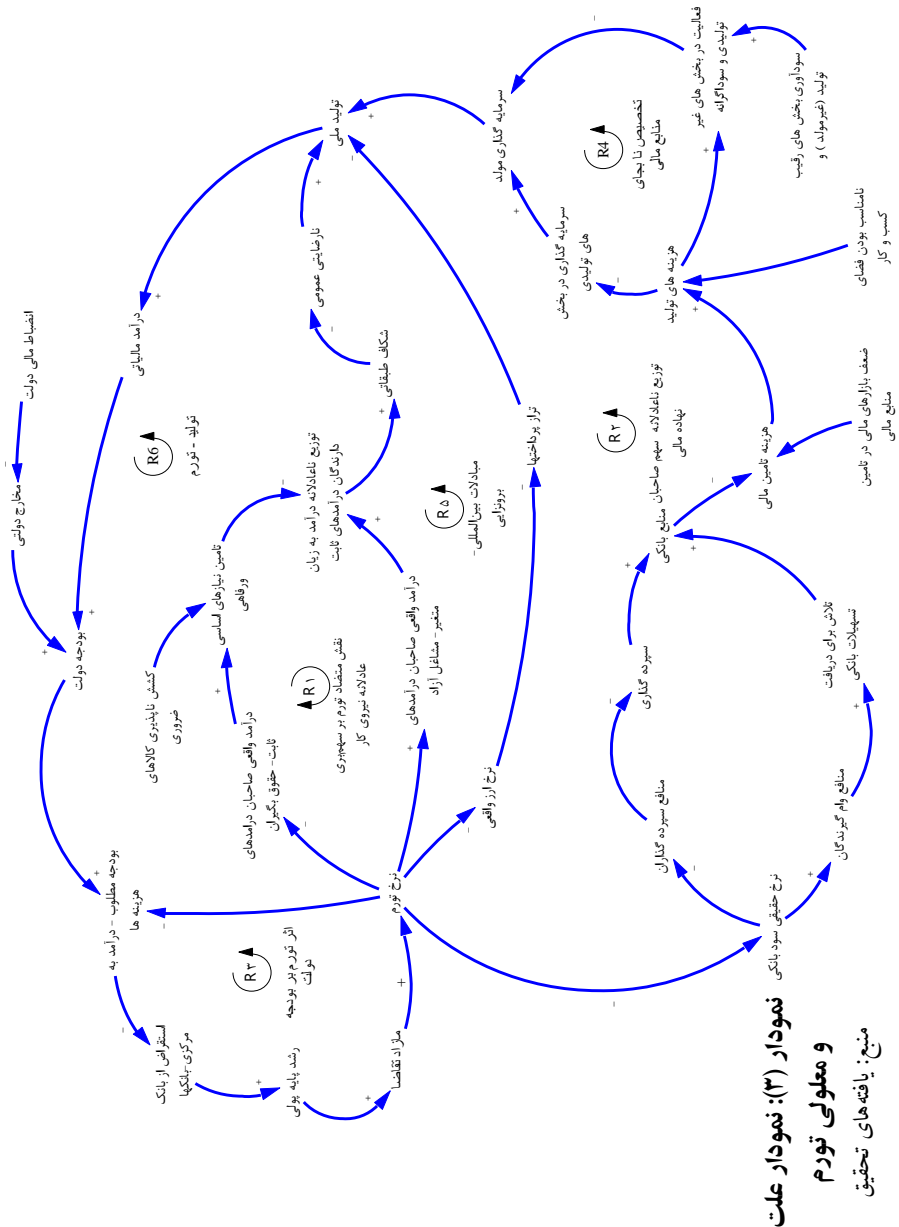 انضباط مالی دولت
مخارج دولتی
بودجه دولت
درآمد مالیاتی
تولید ملی
R6
تولید - تورم
بودجه مطلوب - درآمد به
هزینه ها
استقراض از بانک
مرکزی-بانکها
رشد پایه پولی
مازاد تقاضا
نرخ تورم
R۳
اثر تورم بر بودجه
دولت
کشش ناپذیری کالاهای
ضروری
تامین نیازهای اساسی
ورفاهی
درآمد واقعی صاحبان درامدهای
ثابت- حقوق بگیران
R۱
نقش متضاد تورم بر سهم‌بری
عادلانه نیروی کار
توزیع ناعادلانه درآمد به زیان
دارندگان درآمدهای ثابت
درآمد واقعی صاحبان درآمدهای
متغیر- مشاغل آزاد
شکاف طبقاتی
نارضایتی عمومی
R۵
مبادلات بین‌المللی-
برونزایی
نرخ ارز واقعی
تراز پرداختها
سرمایه گذاری مولد
سرمایه گذاری در بخش
های تولیدی
R4
تخصیص نا بجای
منابع مالی
فعالیت در بخش های غیر
تولیدی و سوداگرانه
سودآوری بخش های رقیب
تولید (غیرمولد ) و
هزینه های تولید
نامناسب بودن فضای
کسب و کار
R۲
توزیع ناعادلانه سهم صاحبان
نهاده مالی
منابع بانکی
هزینه تامین مالی
ضعف بازارهای مالی در تامین
منابع مالی
سپرده گذاری
تلاش برای دریافت
تسهیلات بانکی
منافع سپرده گذاران
منافع وام گیرندگان
نرخ حقیقی سود بانکی
نمودار (۳): نمودار علت
و معلولی تورم
منبع: یافته‌های تحقیق